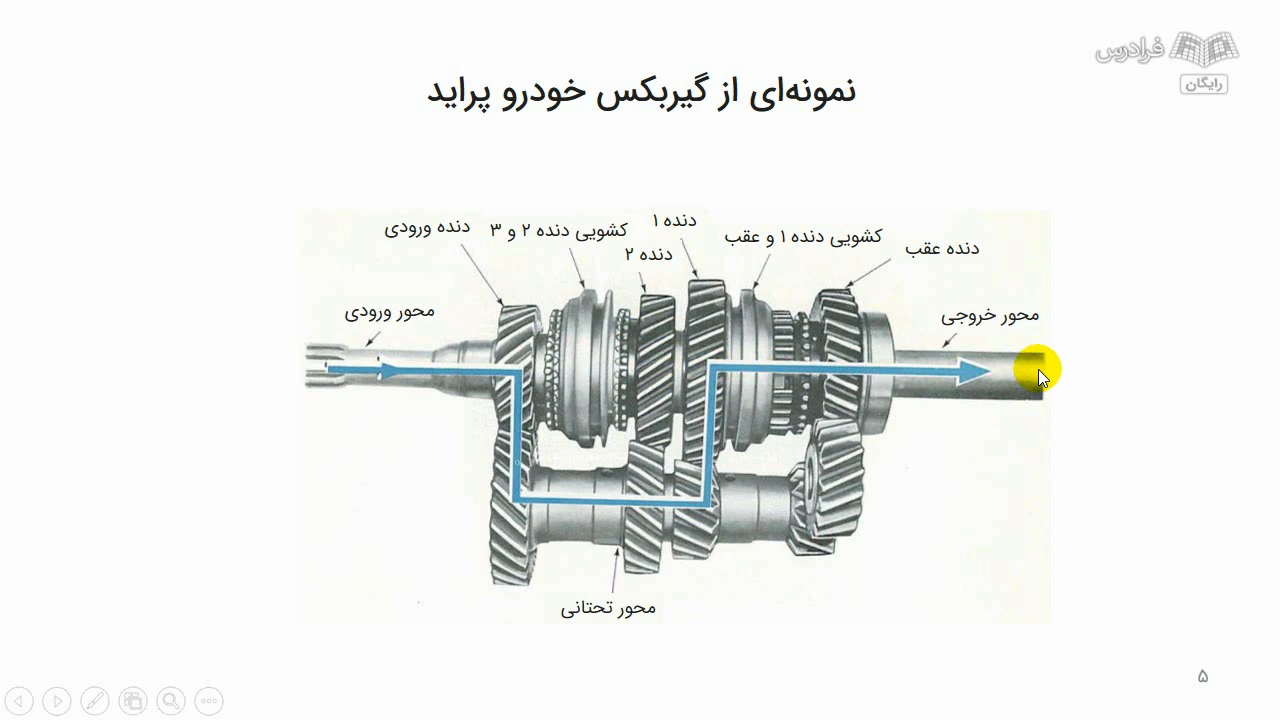 فرادرس
رایگان
نمونه‌ای از گیربکس خودرو پراید
دنده ۱
دنده ورودی
کشویی دنده ۲ و ۳
کشویی دنده ۱ و عقب
دنده عقب
دنده ۲
محور ورودی
محور خروجی
محور تحتانی
۵